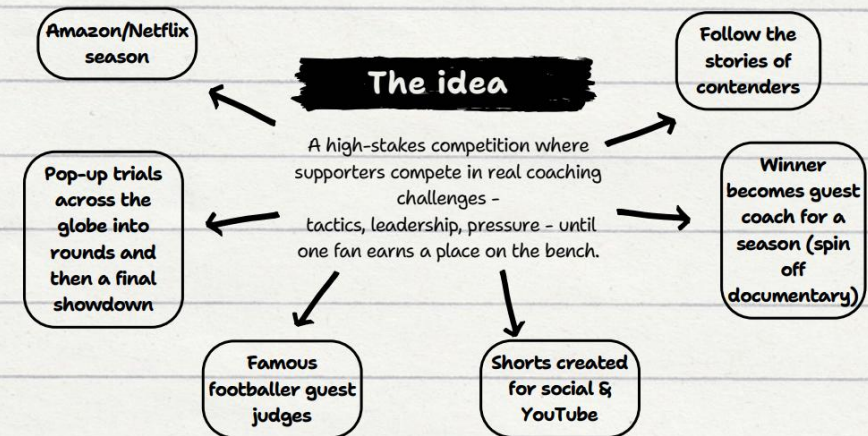 Amazon/Netflix
season
The idea
Follow the
stories of
contenders
A high-stakes competition where
supporters compete in real coaching
challenges -
tactics, leadership, pressure - until
one fan earns a place on the bench.
Pop-up trials
across the
globe into
rounds and
then a final
showdown
Winner
becomes guest
coach for a
season (spin
off
documentary)
Famous
footballer guest
judges
Shorts created
for social &
YouTube